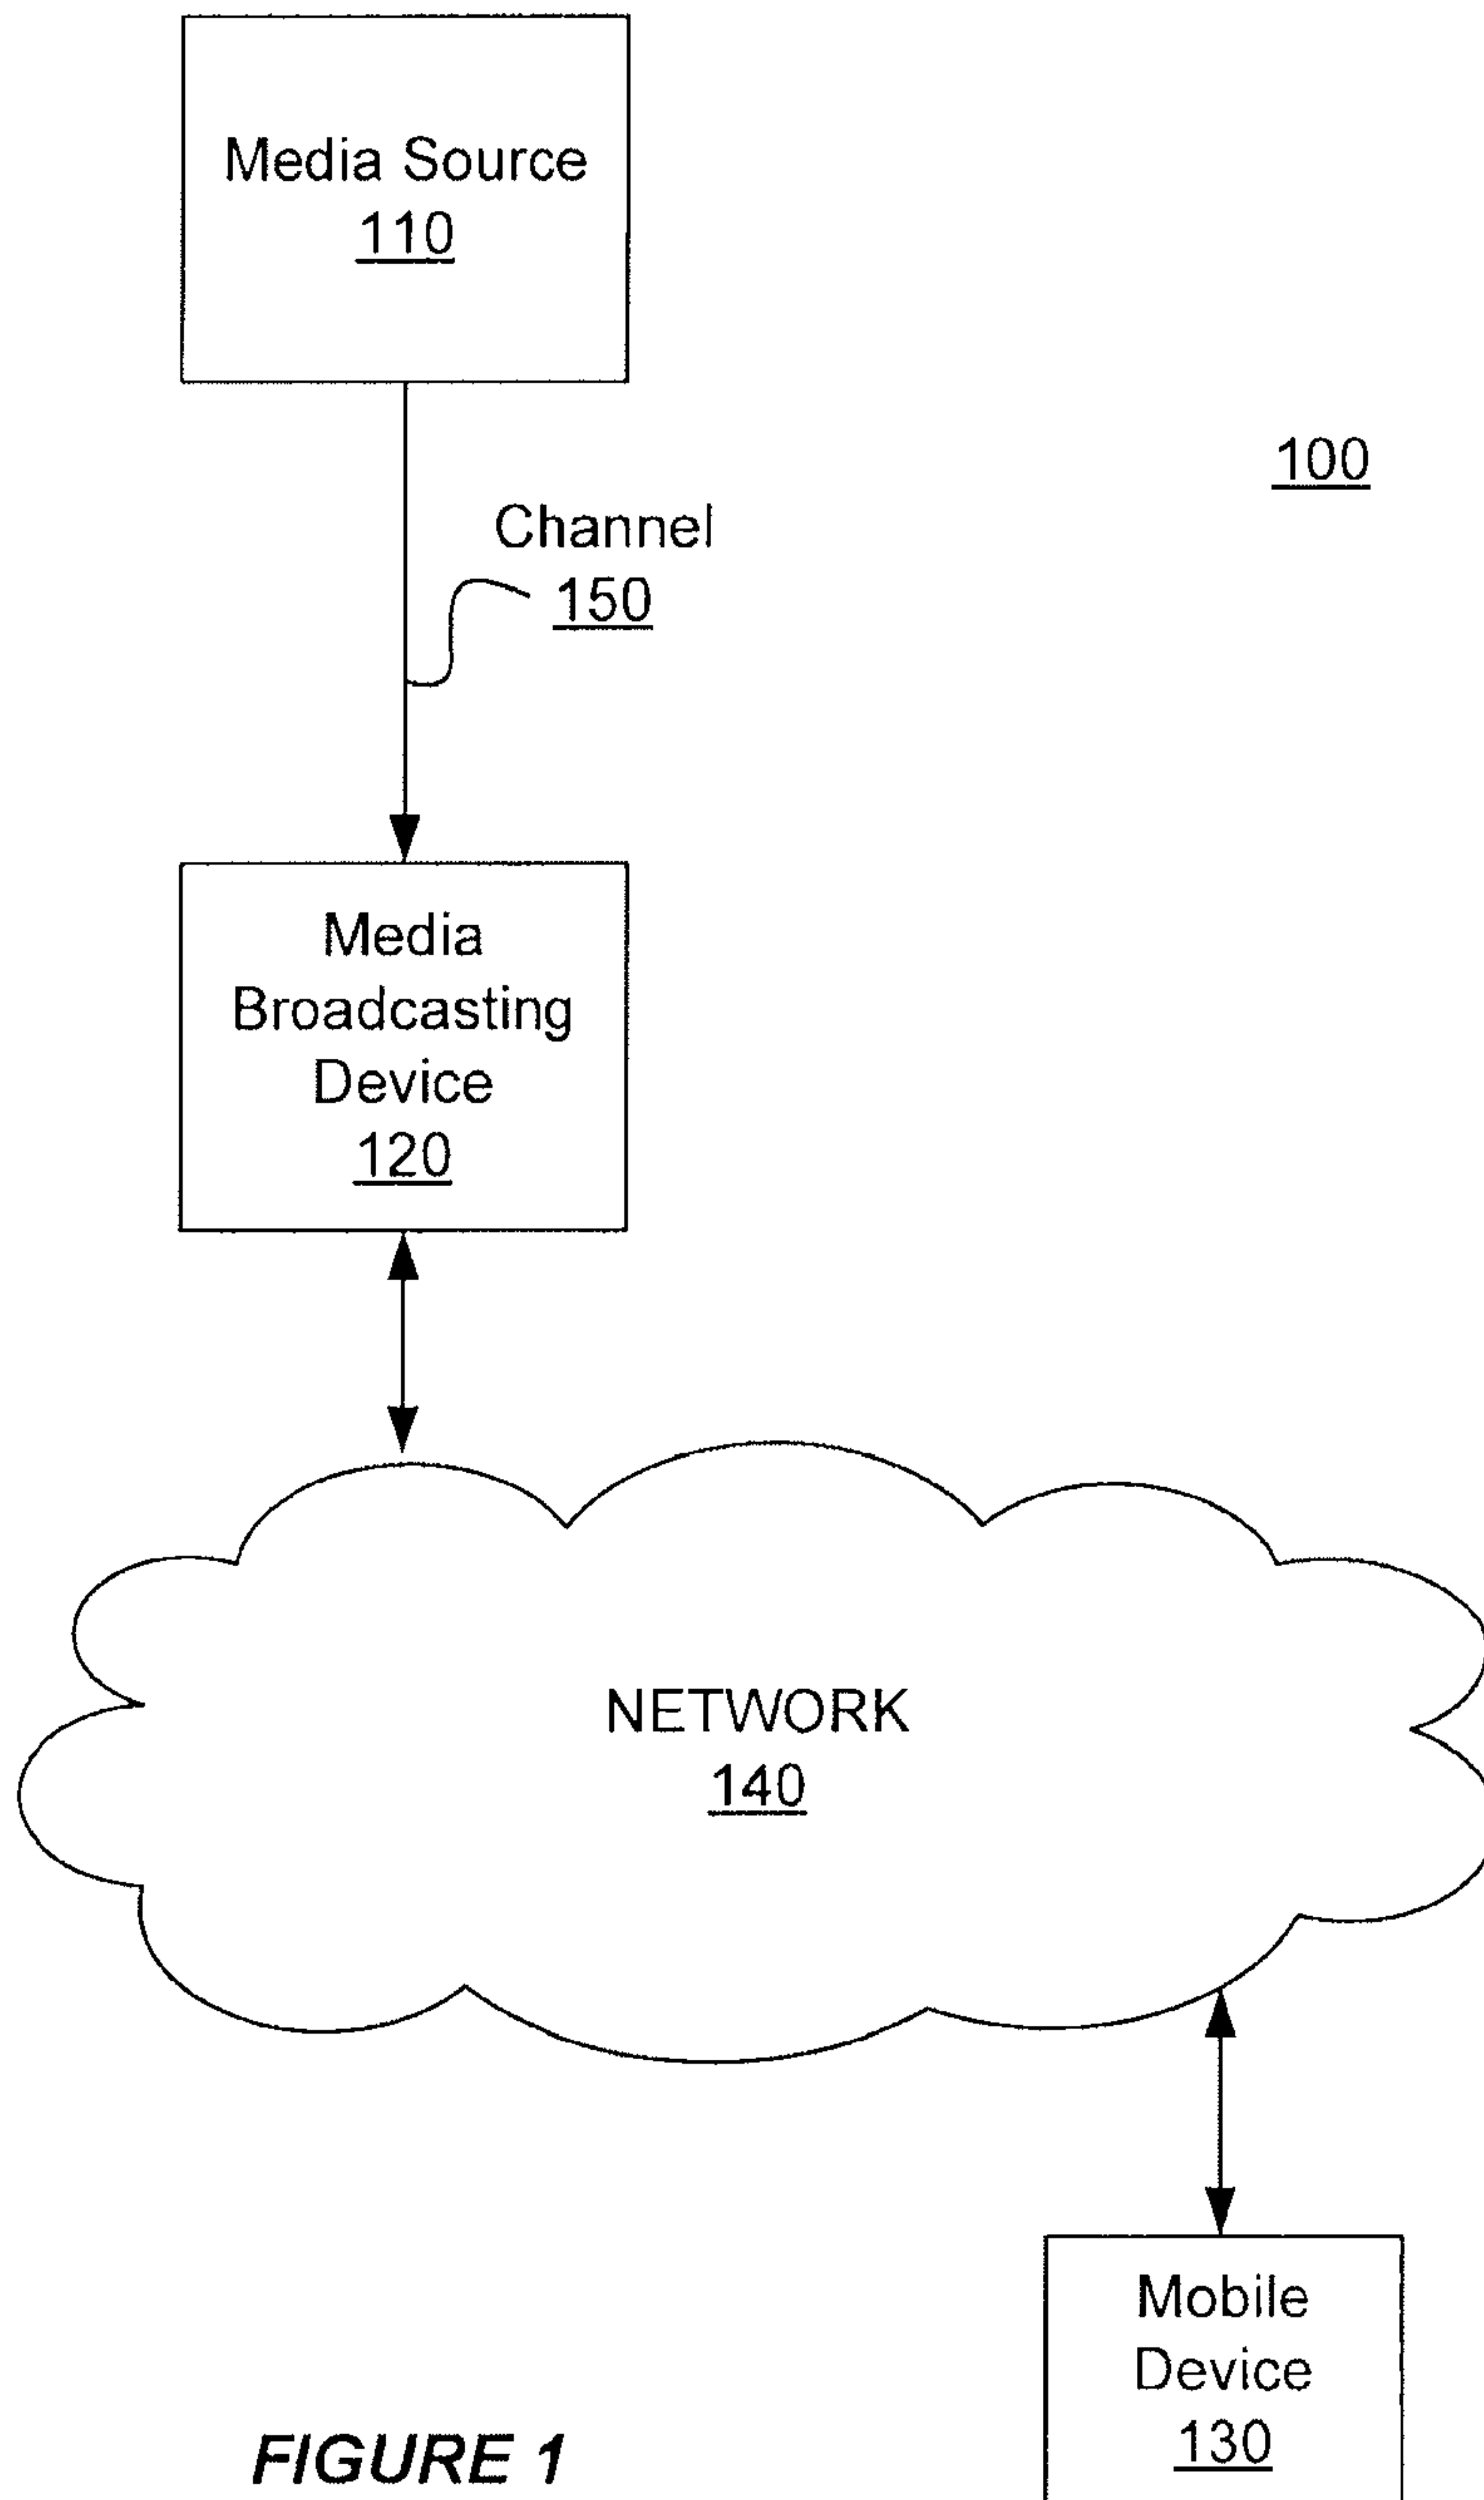 Media Source
110
100
Channel
150
Media
Broadcasting
Device
120
NETWORK
140
Mobile
Device
130
FIGURE 1